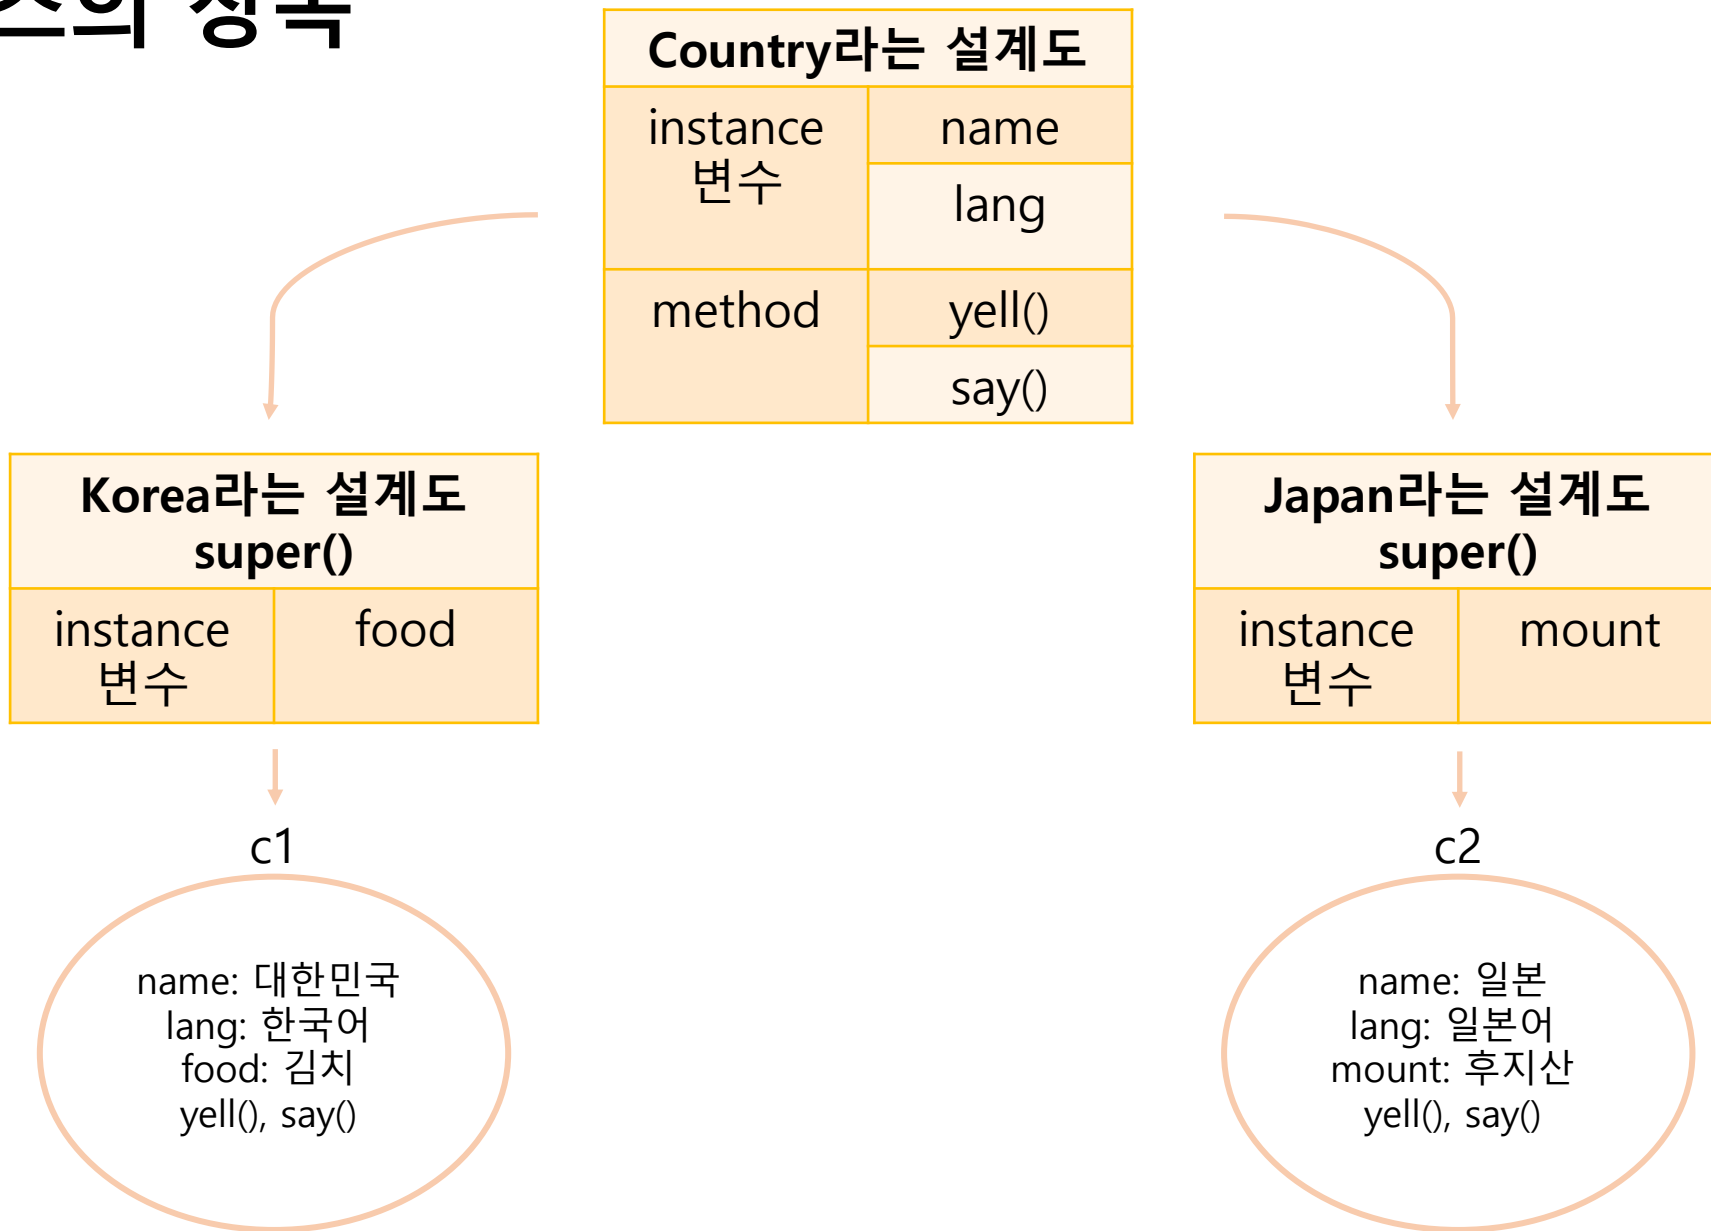 Country라는 설계도
instance
변수
name
lang
method
yell()
say()
Korea라는 설계도
super()
instance
변수
food
Japan라는 설계도
super()
instance
변수
mount
c1
name: 대한민국
lang: 한국어
food: 김치
yell(), say()
c2
name: 일본
lang: 일본어
mount: 후지산
yell(), say()